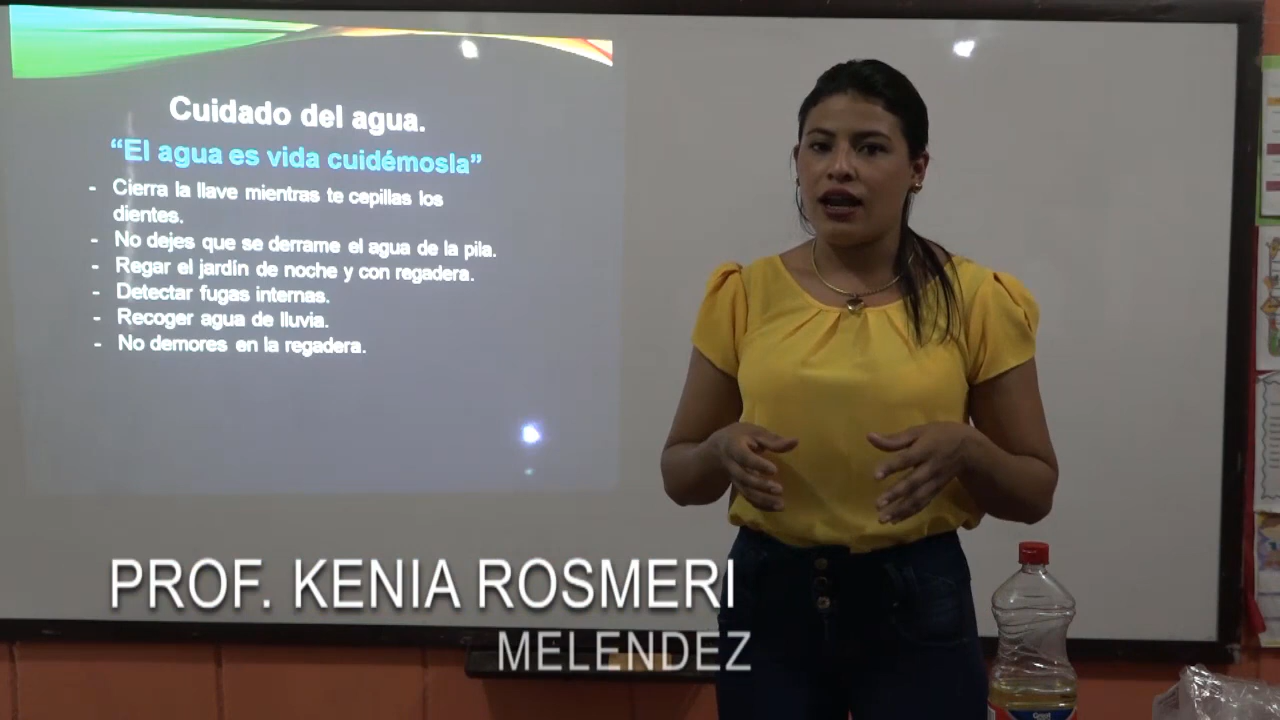 Cuidado del agua.
“El agua es vida cuidémosla”
- Cierra la llave mientras te cepillas los
dientes.
- No dejes que se derrame el agua de la pila.
- Regar el jardín de noche y con regadera.
- Detectar fugas internas.
- Recoger agua de lluvia.
- No demores en la regadera.
PROF. KENIA ROSMERI
MELENDEZ